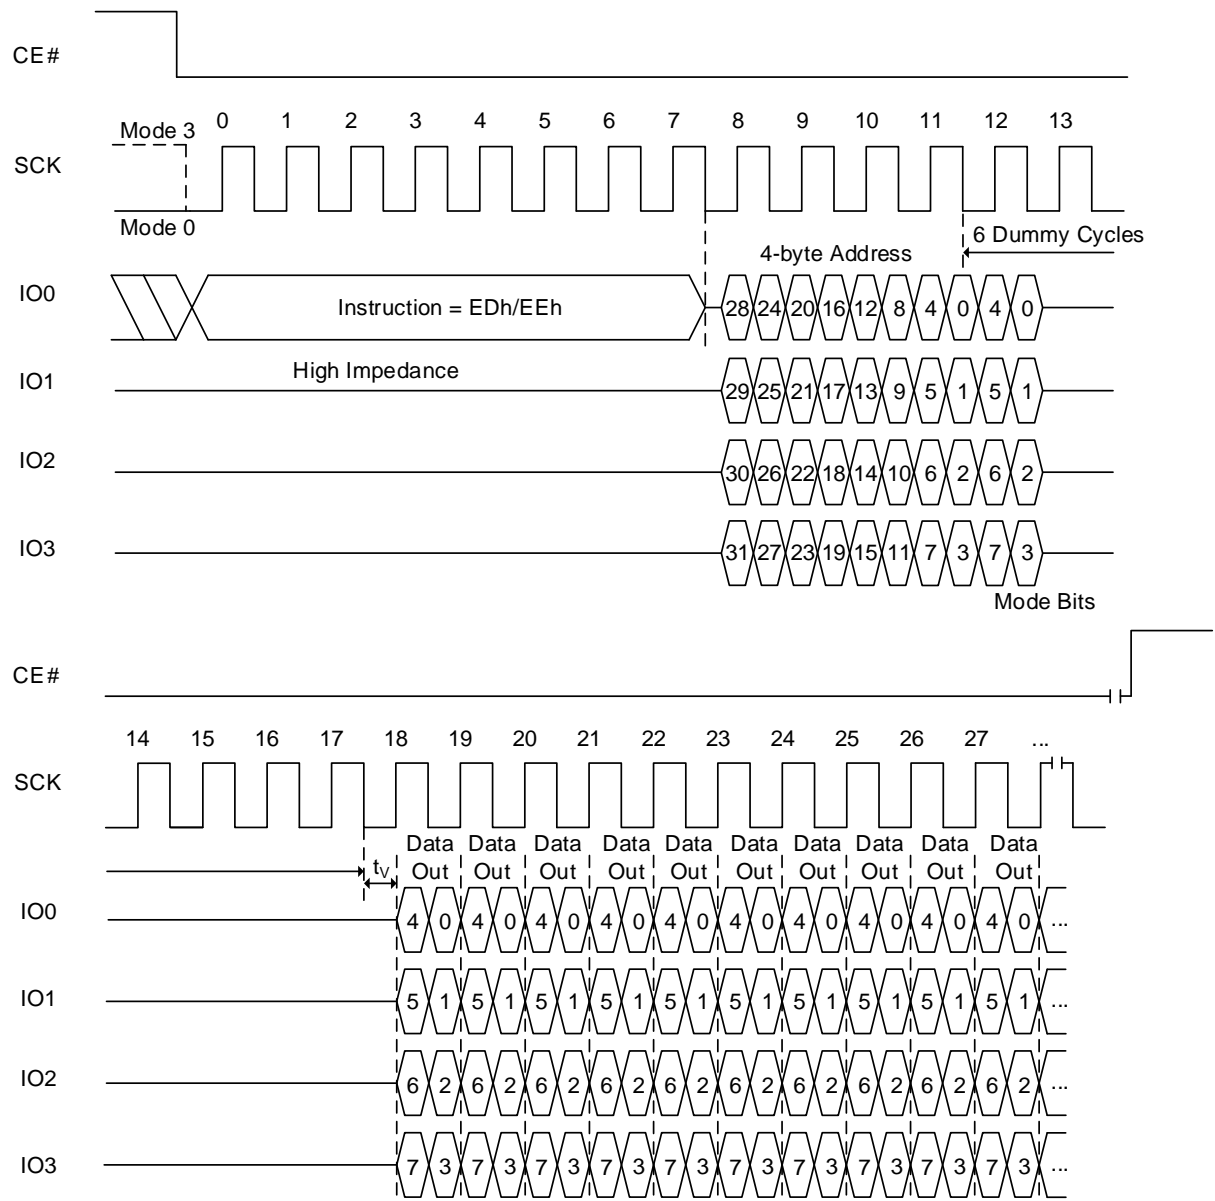 CE#
Mode 3 0 1 2 3 4 5 6 7 8 9 10 11 12 13
SCK
Mode 0
6 Dummy Cycles
4-byte Address
IO0 Instruction = EDh/EEh 28 24 20 16 12 8 4 0 4 0
High Impedance
IO1 29 25 21 17 13 9 5 1 5 1
IO2 30 26 22 18 14 10 6 2 6 2
IO3 31 27 23 19 15 11 7 3 7 3
Mode Bits
CE#
14 15 16 17 18 19 20 21 22 23 24 25 26 27 ...
SCK
Data Data Data Data Data Data Data Data Data Data
tV Out Out Out Out Out Out Out Out Out Out
IO0 4 0 4 0 4 0 4 0 4 0 4 0 4 0 4 0 4 0 4 0 ...
IO1 5 1 5 1 5 1 5 1 5 1 5 1 5 1 5 1 5 1 5 1 ...
IO2 6 2 6 2 6 2 6 2 6 2 6 2 6 2 6 2 6 2 6 2 ...
IO3 7 3 7 3 7 3 7 3 7 3 7 3 7 3 7 3 7 3 7 3 ...